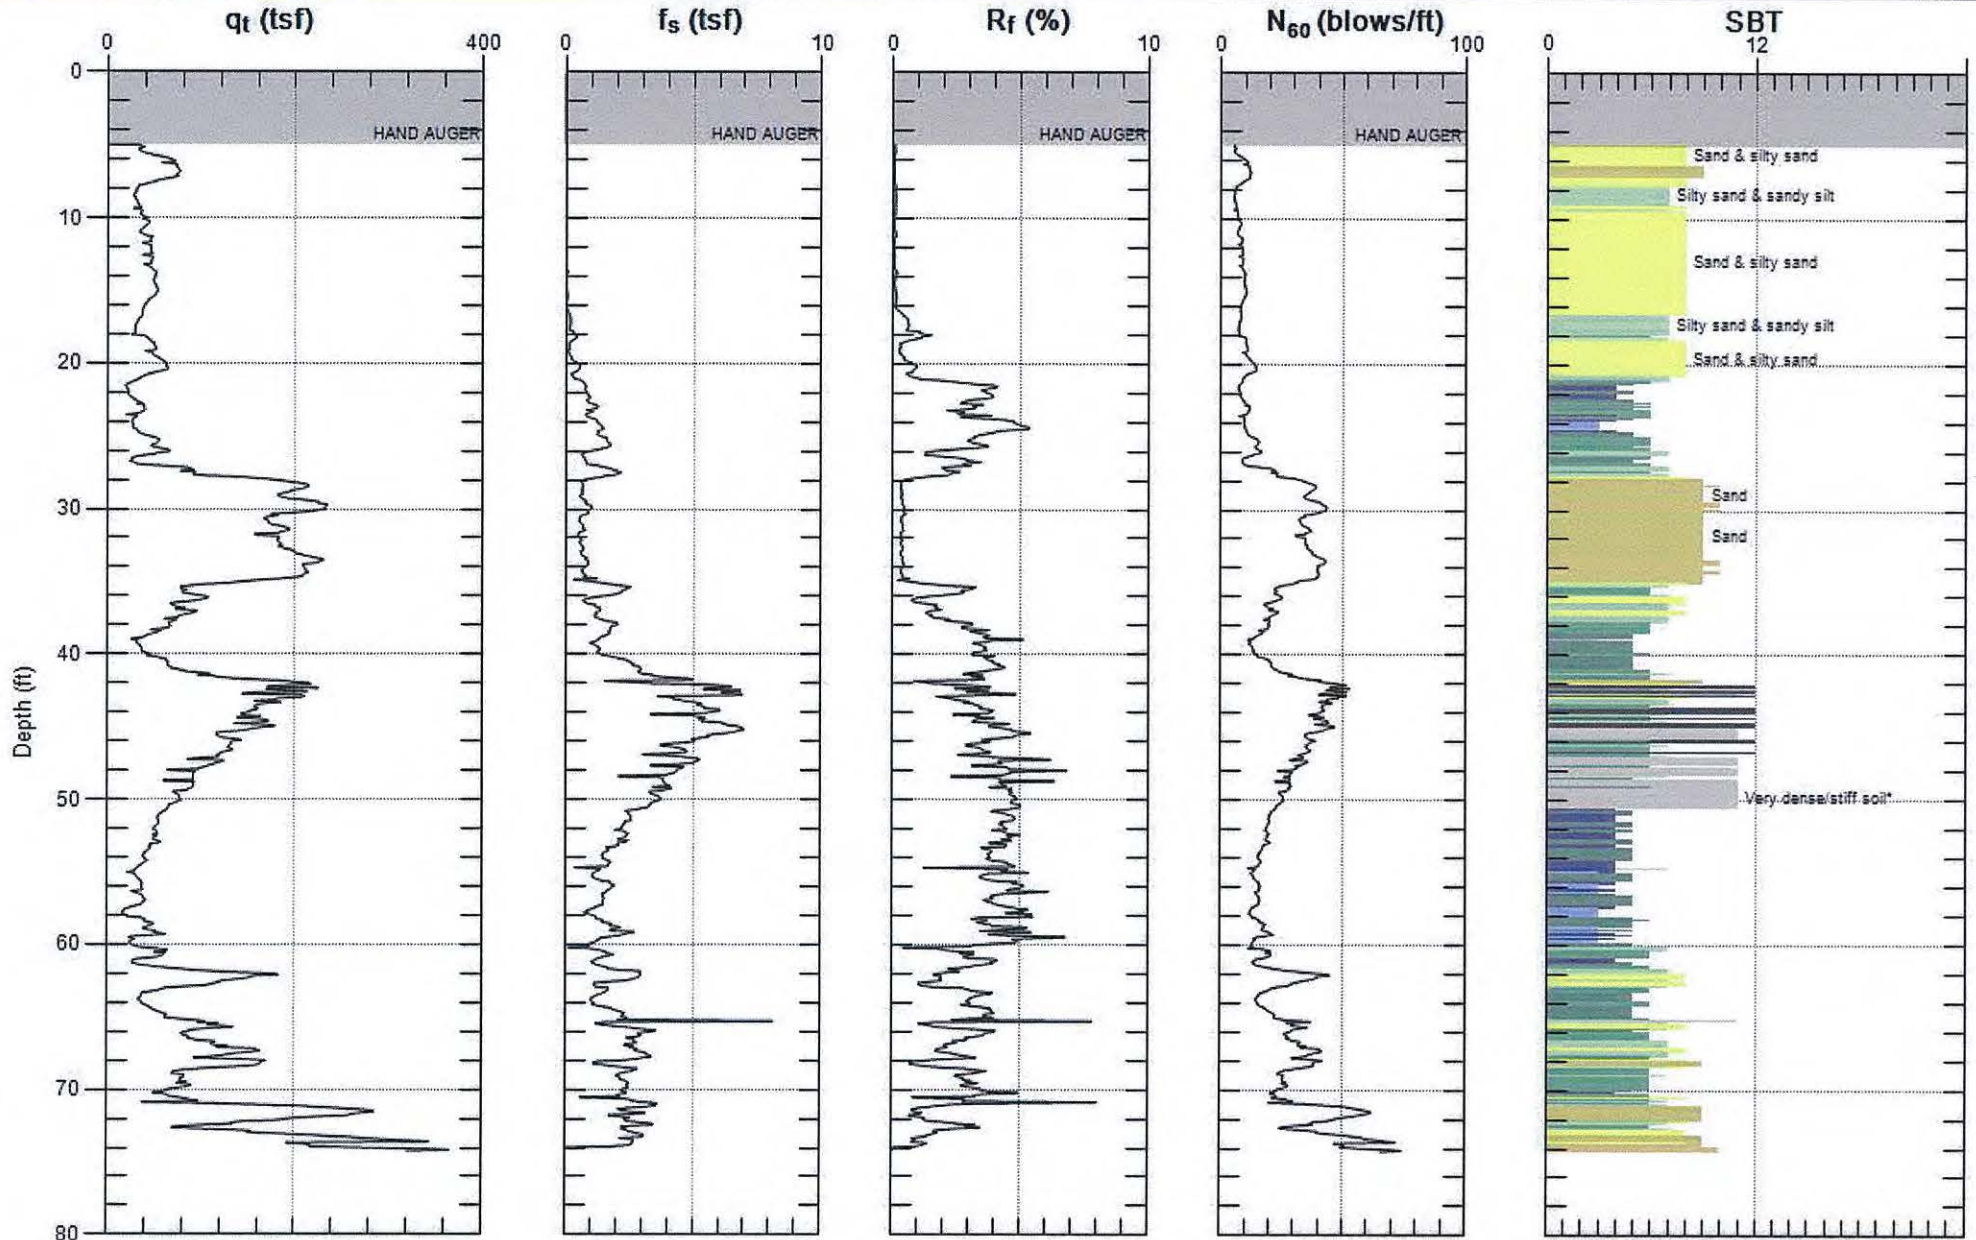 qt (tsf)
fs (tsf)
Rf (%)
N60 (blows/ft)
SBT
0
400
0
10
0
10
0
100
0
12
0
HAND AUGER
HAND AUGER
HAND AUGER
HAND AUGER
Sand & silty sand
Silty sand & sandy silt
10
Sand & silty sand
Silty sand & sandy silt
20
Sand & silty sand
Sand
30
Sand
40
Depth (ft)
50
Very dense/stiff soil*
60
70
80